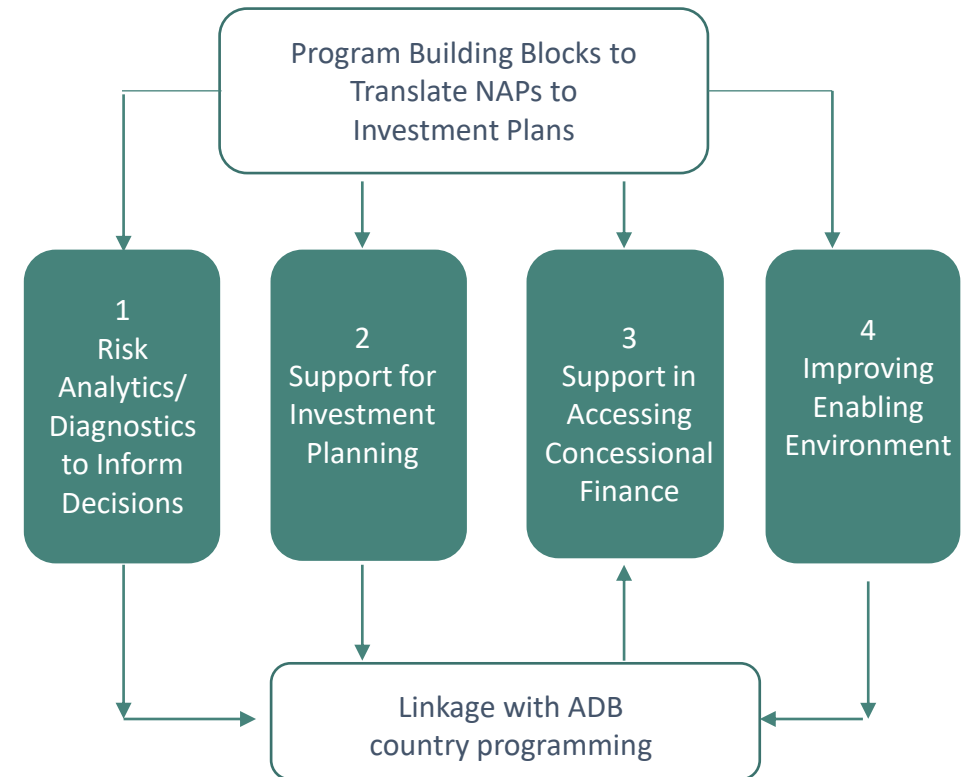 Program Building Blocks to
Translate NAPs to
Investment Plans
1
Risk
Analytics/
Diagnostics
to Inform
Decisions
2
Support for
Investment
Planning
3
Support in
Accessing
Concessional
Finance
4
Improving
Enabling
Environment
Linkage with ADB
country programming